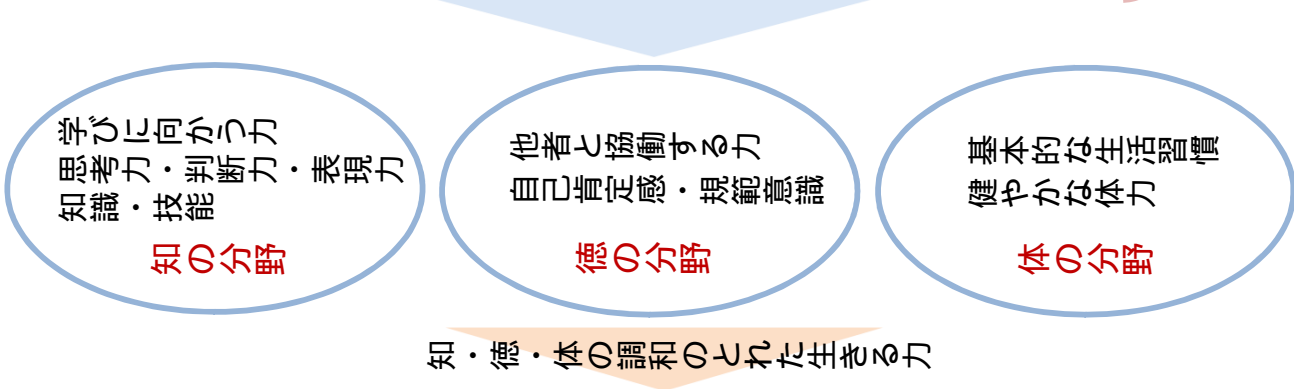 学びに向かう力
思考力・判断力・表現力
知識・技能
知の分野
他者と協働する力
自己肯定感・規範意識
徳の分野
基本的な生活習慣
健やかな体力
体の分野
知・徳・体の調和のとれた生きる力